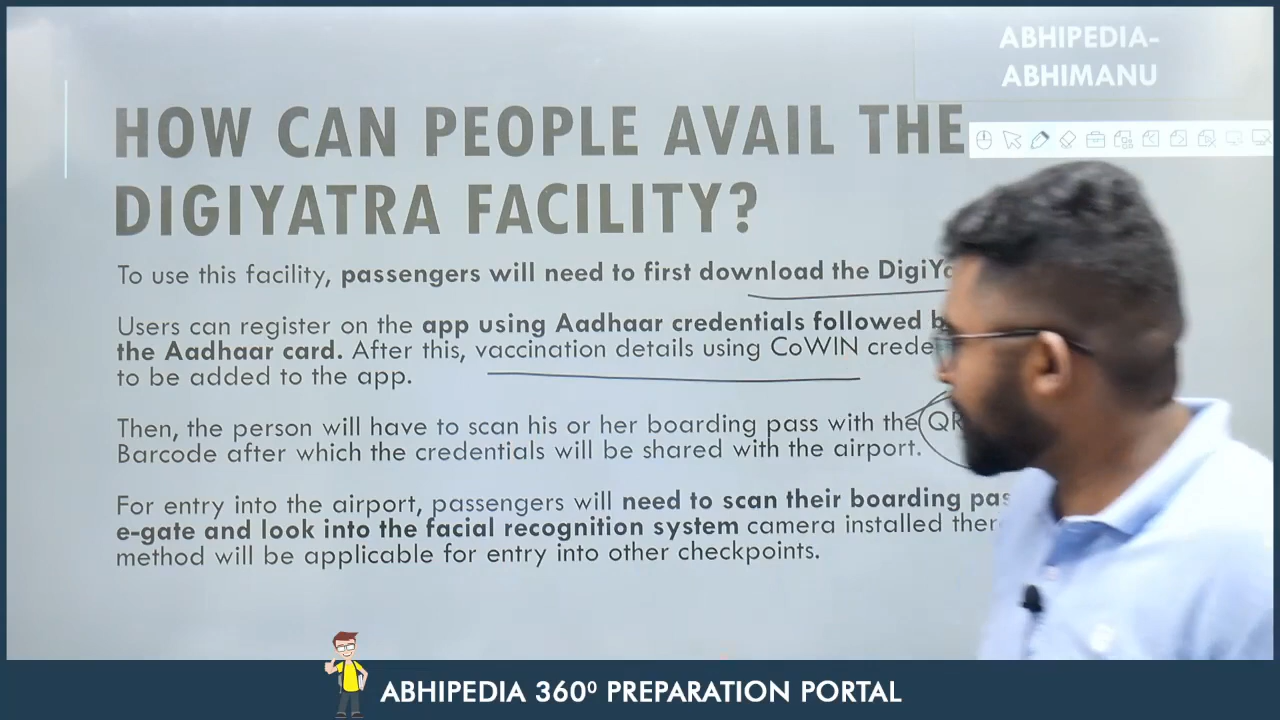 ABHIPEDIA-
ABHIMANU
HOW CAN PEOPLE AVAIL THE
DIGIYATRA FACILITY?
To use this facility, passengers will need to first download the
Users can register on the app using Aadhaar credentials followed
the Aadhaar card. After this, vaccination details using CoWIN
to be added to the app.
Then, the person will have to scan his or her boarding pass with the QR
Barcode after which the credentials will be shared with the airport.
For entry into the airport, passengers will need to scan their boarding
e-gate and look into the facial recognition system camera installed
method will be applicable for entry into other checkpoints.
ABHIPEDIA 360⁰ PREPARATION PORTAL